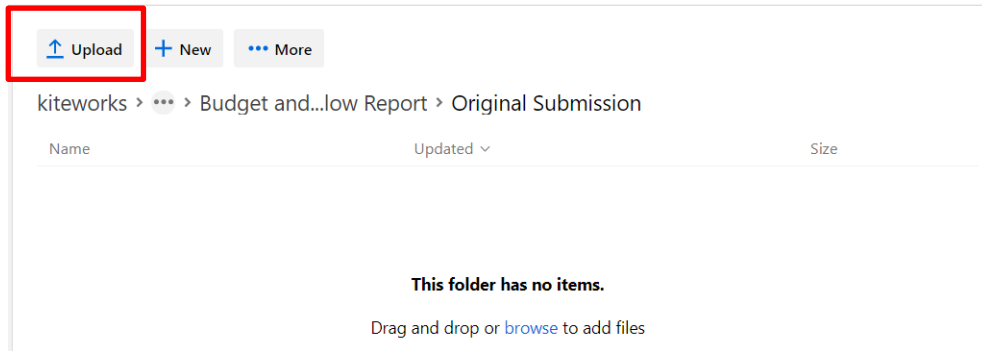 Upload New ••• More
kiteworks > ••• > Budget and...low Report > Original Submission
Name Updated Size
This folder has no items.
Drag and drop or browse to add files